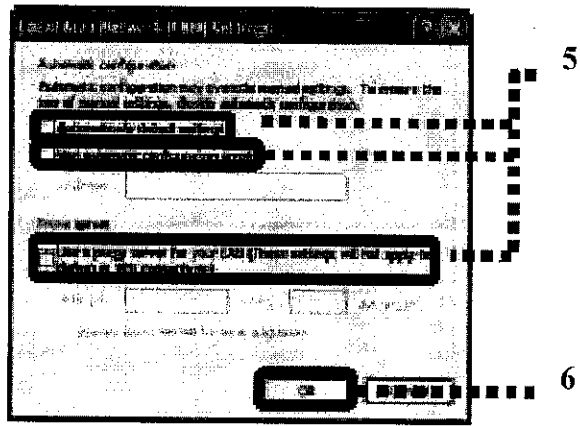 Local Area Network (LAN) Settings
Automatic configuration
Automatic configuration may override manual settings. To ensure the
use of manual settings, disable automatic configuration.
Automatically detect settings
Use automatic configuration script
Address
Proxy server
Use a proxy server for your LAN (These settings will not apply to
dial-up or VPN connections).
Address:
Bypass proxy server for local addresses
OK
5
6